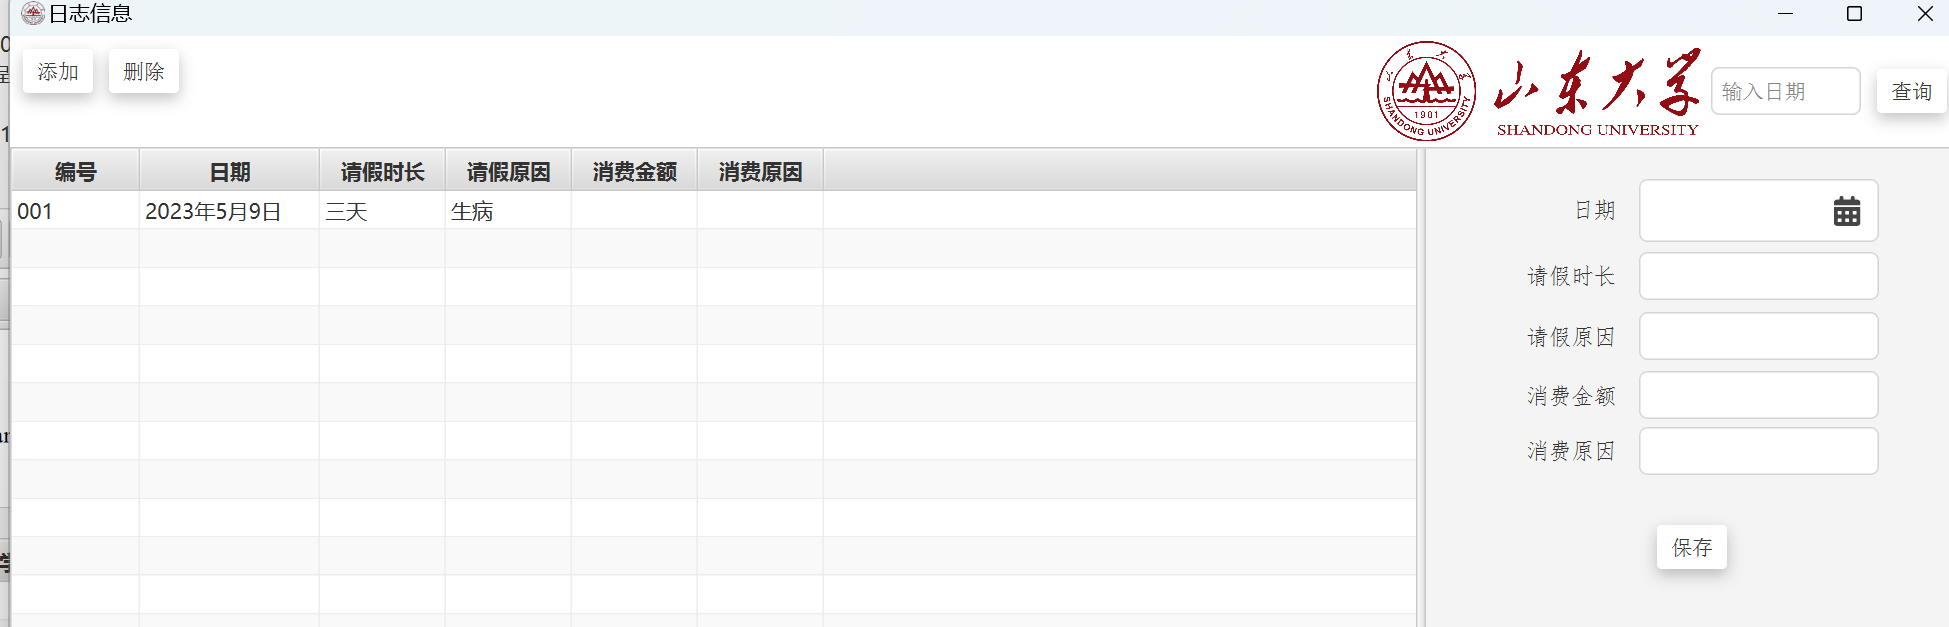 日志信息
添加 删除
山东大学
SHANDONG UNIVERSITY
1901
SHANDONG UNIVERSITY
输入日期 查询
编号 日期 请假时长 请假原因 消费金额 消费原因
001 2023年5月9日 三天 生病
日期
请假时长
请假原因
消费金额
消费原因
保存